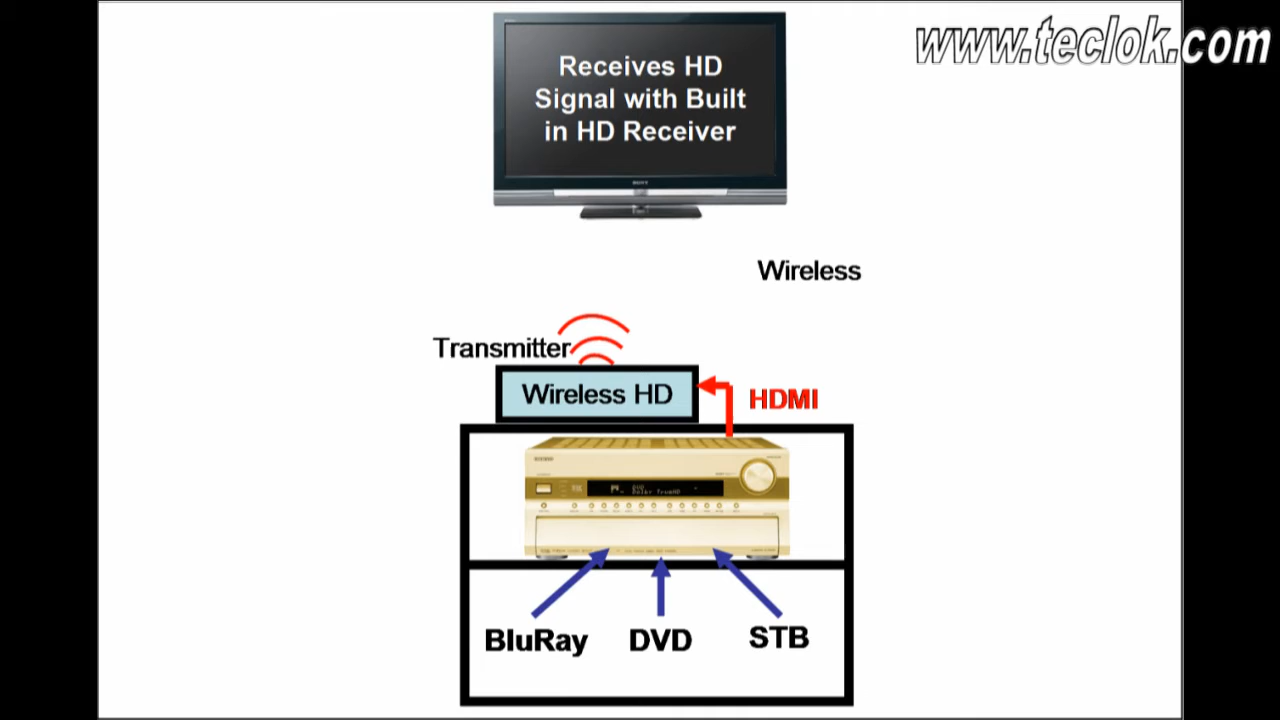 www.teclok.com
Receives HD
Signal with Built
in HD Receiver
SONY
Wireless
Transmitter
Wireless HD
HDMI
BluRay
DVD
STB